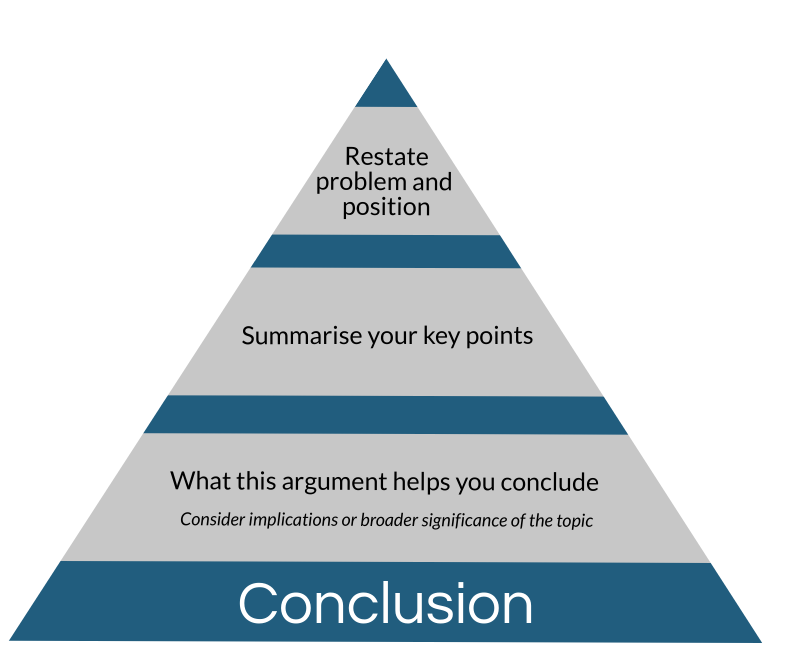 Restate
problem and
position
Summarise your key points
What this argument helps you conclude
Consider implications or broader significance of the topic
Conclusion